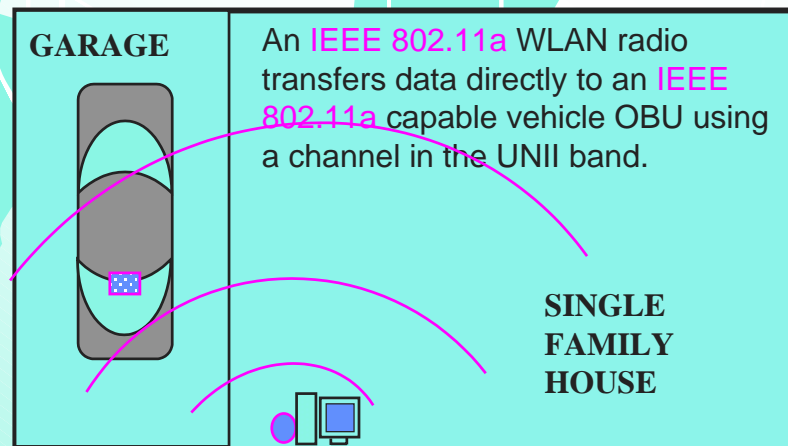 GARAGE
An IEEE 802.11a WLAN radio
transfers data directly to an IEEE
802.11a capable vehicle OBU using
a channel in the UNII band.
SINGLE
FAMILY
HOUSE